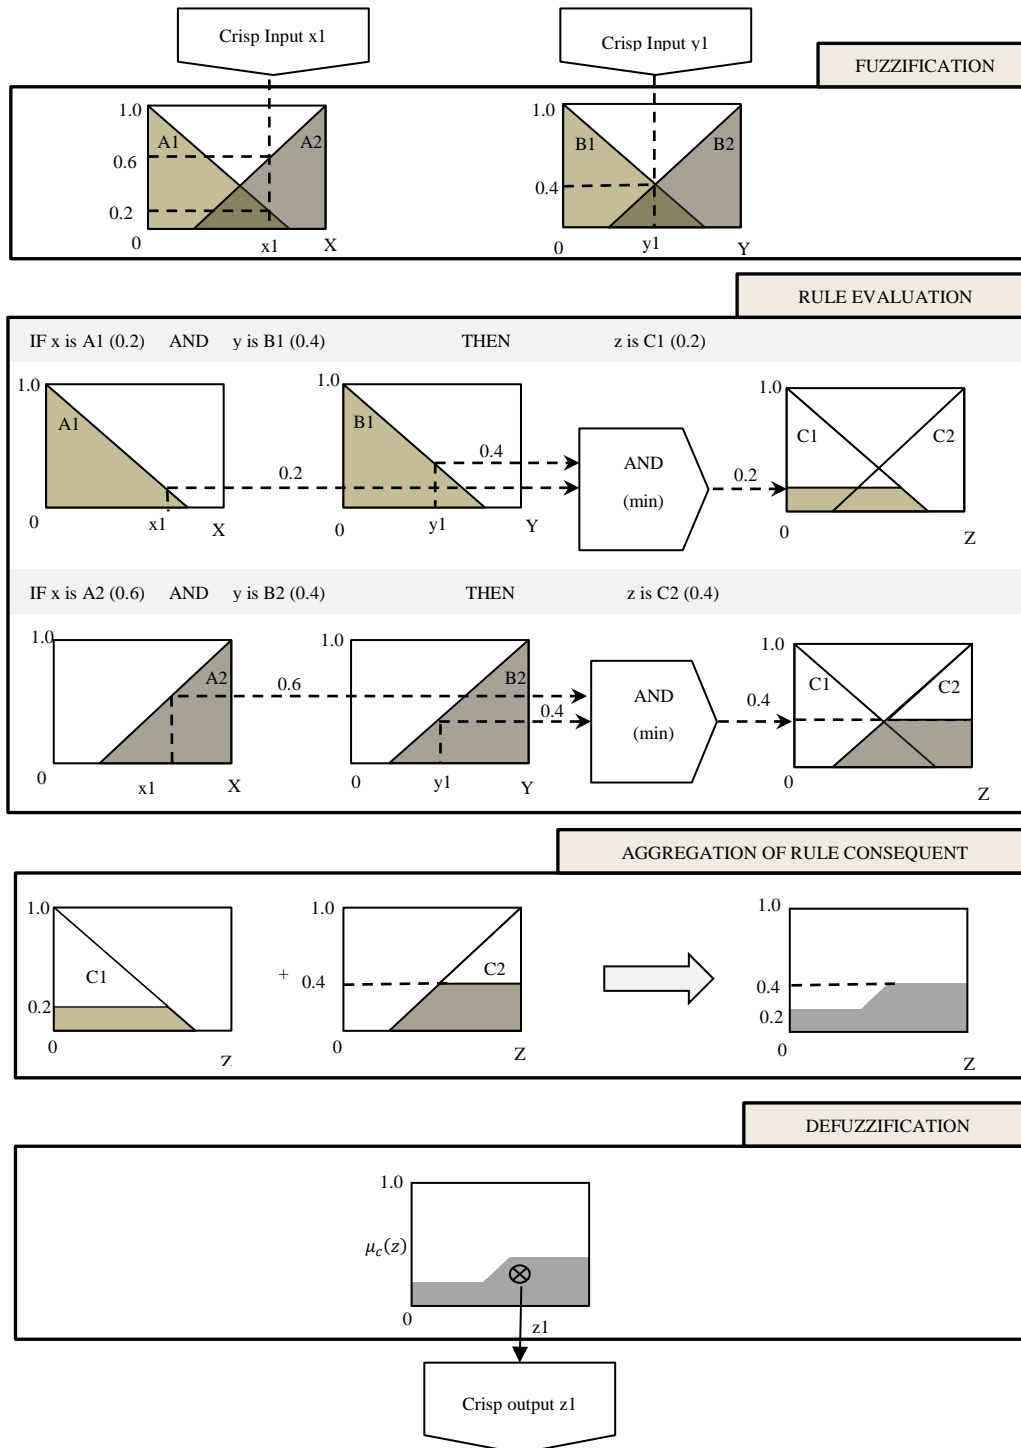 Crisp Input x1
Crisp Input y1
FUZZIFICATION
1.0
A1
A2
0.6
0.2
0
x1
X
1.0
B1
B2
0.4
0
y1
Y
RULE EVALUATION
IF x is A1 (0.2) AND y is B1 (0.4) THEN z is C1 (0.2)
1.0
A1
0
x1
X
0.2
1.0
B1
0
y1
Y
0.4
AND
(min)
0.2
1.0
C1
C2
0
Z
IF x is A2 (0.6) AND y is B2 (0.4) THEN z is C2 (0.4)
1.0
A2
0
x1
X
0.6
B2
0.4
0
y1
Y
AND
(min)
0.4
1.0
C1
C2
0
Z
AGGREGATION OF RULE CONSEQUENT
1.0
C1
0.2
0
Z
+
1.0
0.4
C2
0
Z
1.0
0.4
0.2
0
Z
DEFUZZIFICATION
1.0
μc(z)
0
z1
Crisp output z1